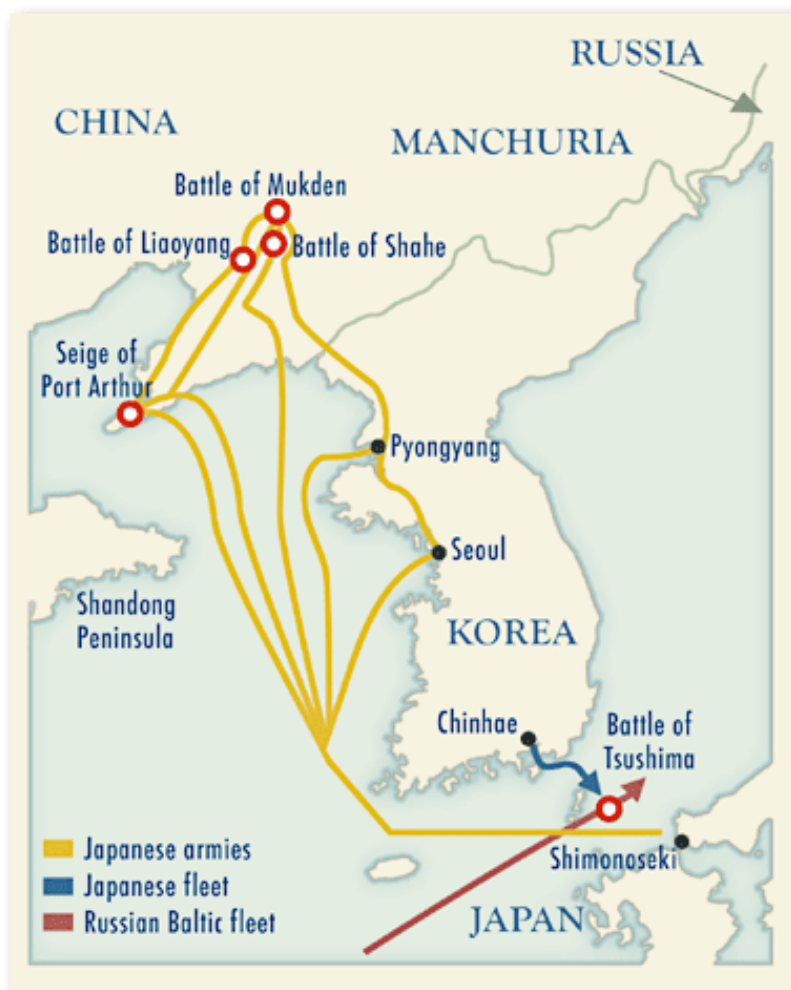 RUSSIA
CHINA
MANCHURIA
Battle of Mukden
Battle of Liaoyang
Battle of Shahe
Seige of
Port Arthur
Pyongyang
Seoul
Shandong
Peninsula
KOREA
Chinhae
Battle of
Tsushima
Japanese armies
Shimonoseki
Japanese fleet
JAPAN
Russian Baltic fleet